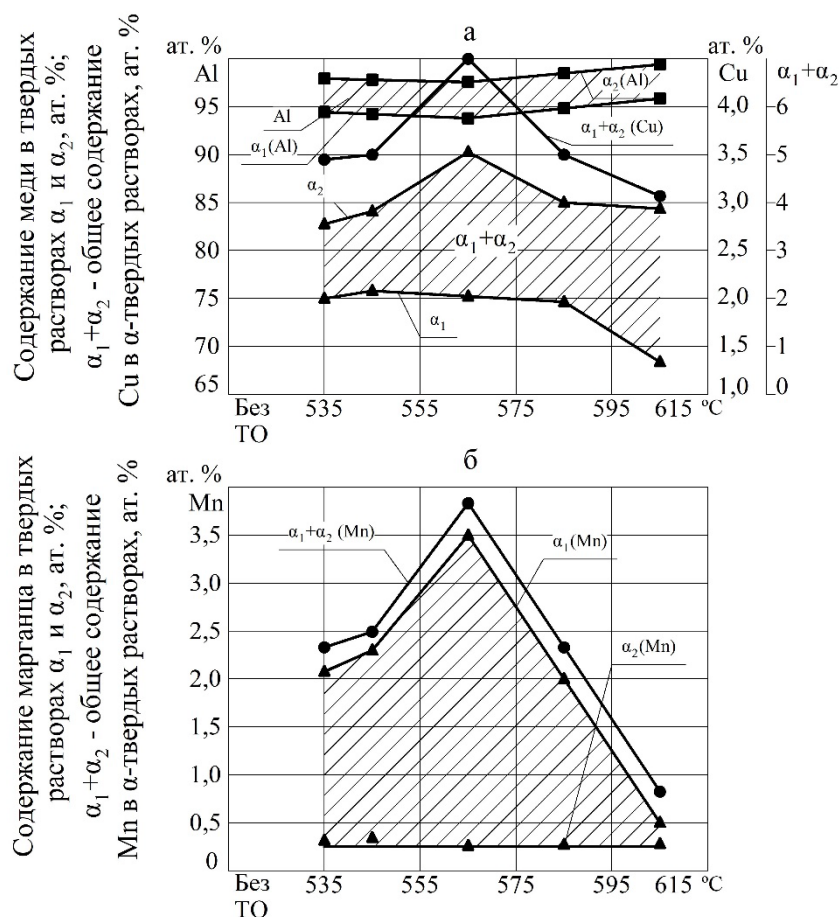 Содержание меди в твердых
растворах α₁ и α₂, ат. %;
α₁+α₂ - общее содержание
Cu в α-твердых растворах, ат. %
ат. %
Al
а
ат. %
Cu
α₁+α₂
95
90
85
80
75
70
65
4,0
3,5
3,0
2,5
2,0
1,5
1,0
6
5
4
3
2
1
0
α₂(Al)
Al
α₁(Al)
α₁+α₂ (Cu)
α₂
α₁+α₂
α₁
Без
ТО
535
555
575
595
615 ºC
Содержание марганца в твердых
растворах α₁ и α₂, ат. %;
α₁+α₂ - общее содержание
Mn в α-твердых растворах, ат. %
ат. %
Mn
б
3,5
3,0
2,5
2,0
1,5
1,0
0,5
0
α₁+α₂ (Mn)
α₁(Mn)
α₂(Mn)
Без
ТО
535
555
575
595
615 ºC